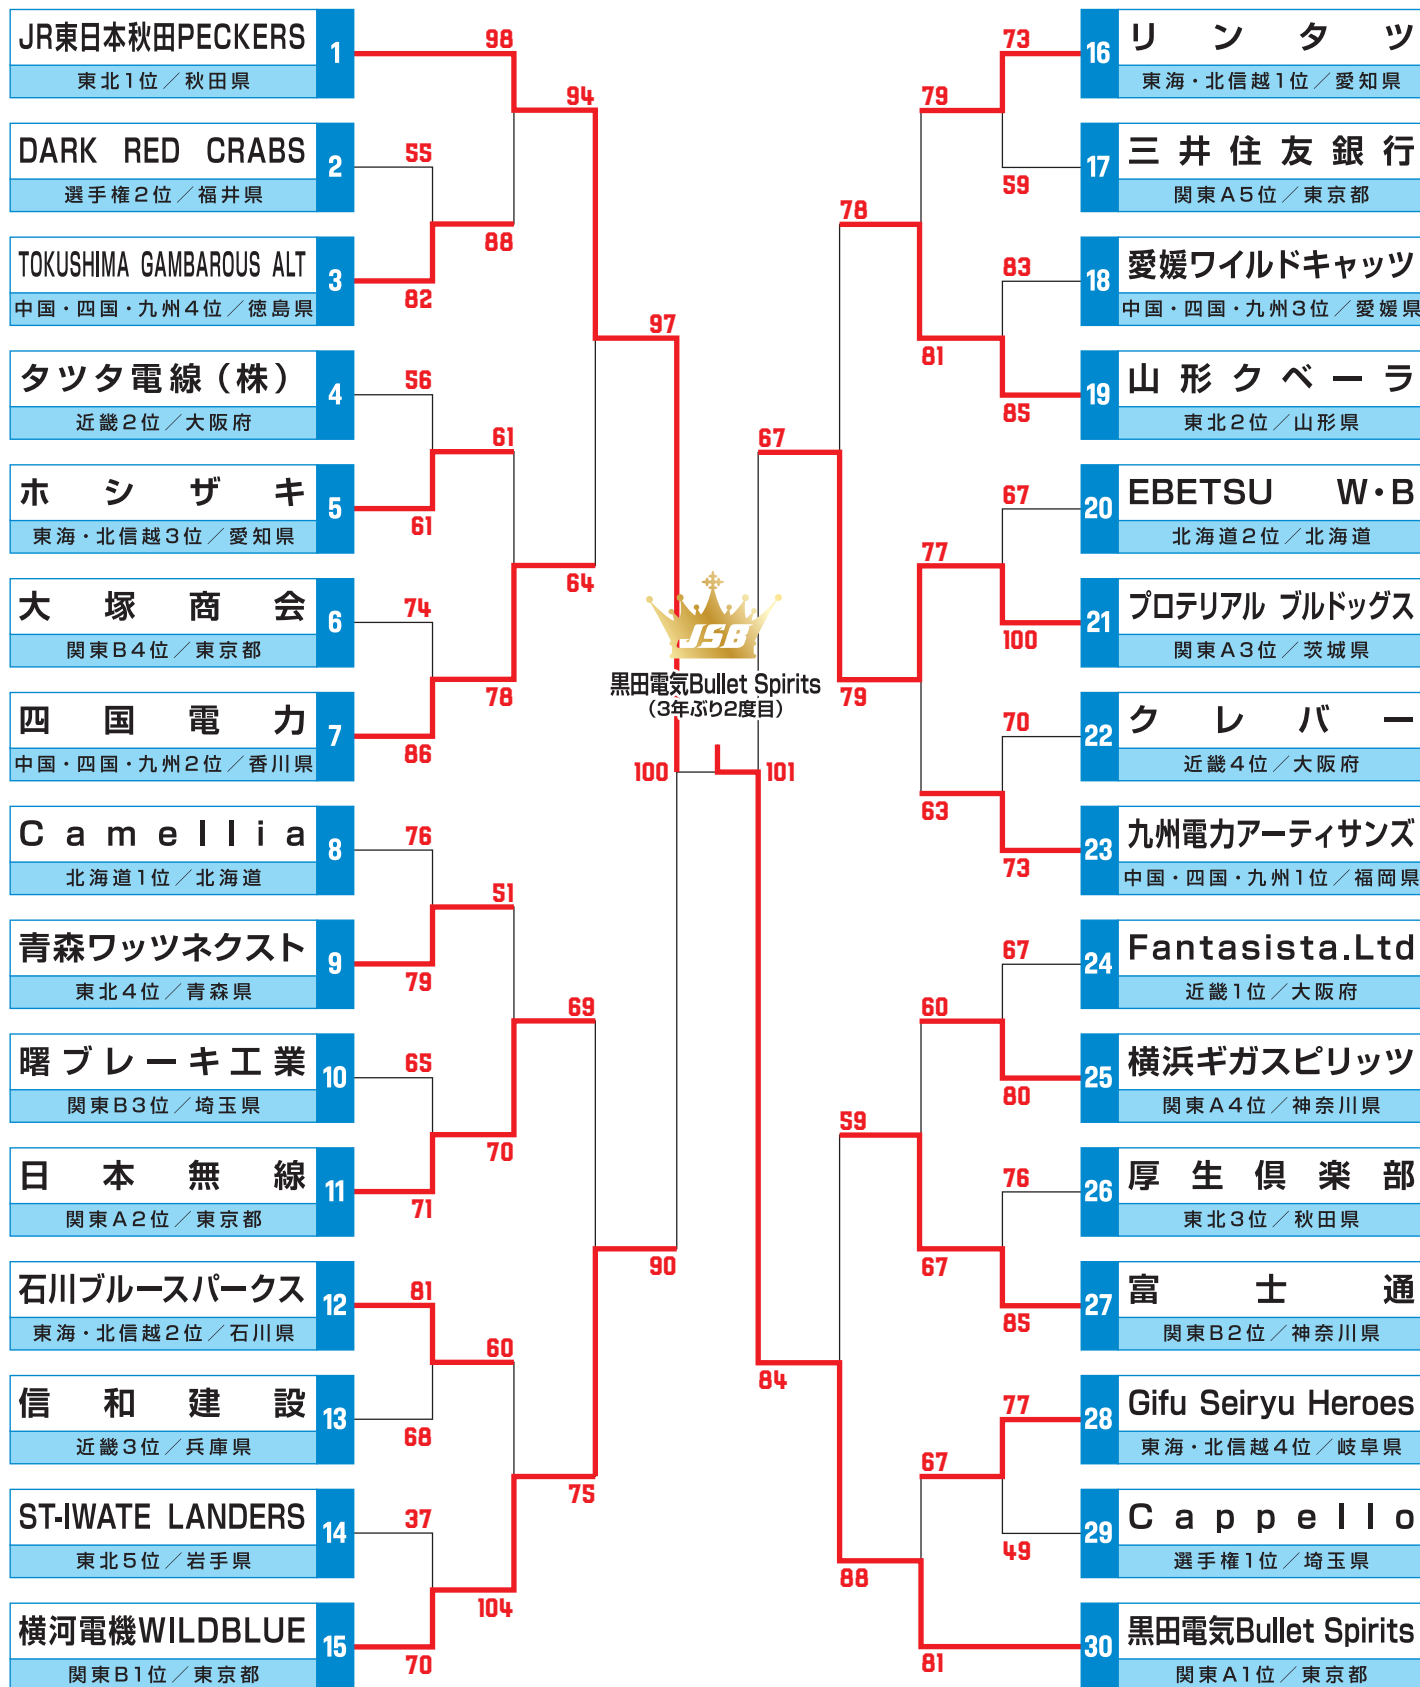 JR東日本秋田PECKERS
1
東北1位／秋田県
DARK RED CRABS
2
選手権2位／福井県
TOKUSHIMA GAMBAROUS ALT
3
中国・四国・九州4位／徳島県
タツタ電線（株）
4
近畿2位／大阪府
ホシザキ
5
東海・北信越3位／愛知県
大塚商会
6
関東B4位／東京都
四国電力
7
中国・四国・九州2位／香川県
Camellia
8
北海道1位／北海道
青森ワッツネクスト
9
東北4位／青森県
曙ブレーキ工業
10
関東B3位／埼玉県
日本無線
11
関東A2位／東京都
石川ブルースパークス
12
東海・北信越2位／石川県
信和建設
13
近畿3位／兵庫県
ST-IWATE LANDERS
14
東北5位／岩手県
横河電機WILDBLUE
15
関東B1位／東京都
98
55
82
56
61
74
86
76
79
65
71
81
68
37
70
88
61
78
51
70
60
104
94
64
69
75
97
90
100
JSB
黒田電気Bullet Spirits
（3年ぶり2度目）
101
67
84
78
79
59
88
79
81
77
63
60
67
67
81
73
59
83
85
67
100
70
73
67
80
76
85
77
49
16
リンタツ
東海・北信越1位／愛知県
17
三井住友銀行
関東A5位／東京都
18
愛媛ワイルドキャッツ
中国・四国・九州3位／愛媛県
19
山形クベーラ
東北2位／山形県
20
EBETSU W・B
北海道2位／北海道
21
プロテリアル ブルドッグス
関東A3位／茨城県
22
クレバー
近畿4位／大阪府
23
九州電力アーティサンズ
中国・四国・九州1位／福岡県
24
Fantasista.Ltd
近畿1位／大阪府
25
横浜ギガスピリッツ
関東A4位／神奈川県
26
厚生倶楽部
東北3位／秋田県
27
富士通
関東B2位／神奈川県
28
Gifu Seiryu Heroes
東海・北信越4位／岐阜県
29
Cappello
選手権1位／埼玉県
30
黒田電気Bullet Spirits
関東A1位／東京都